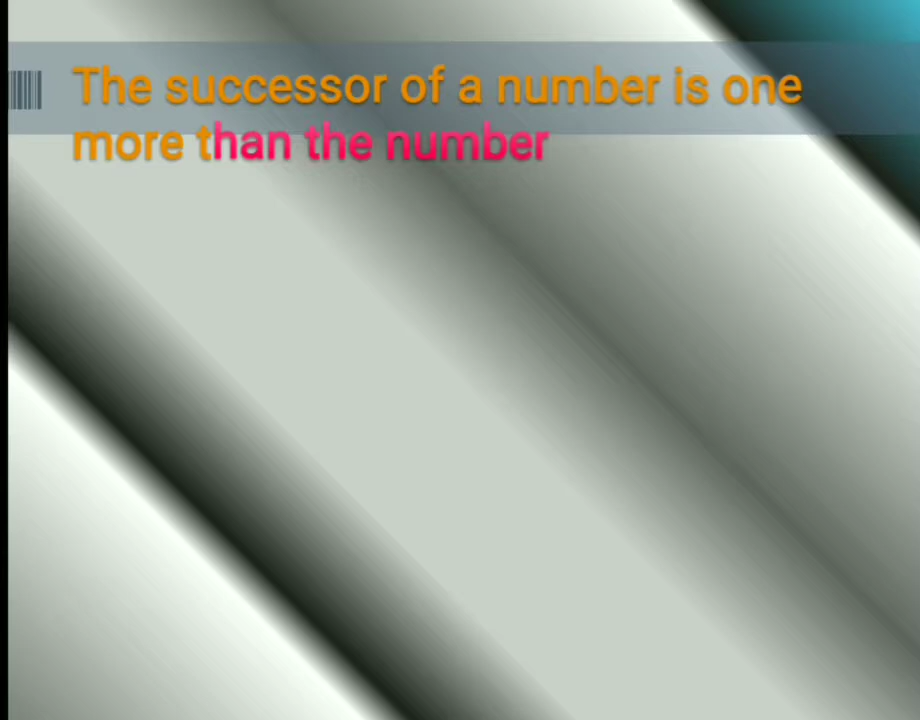 The successor of a number is one
more than the number